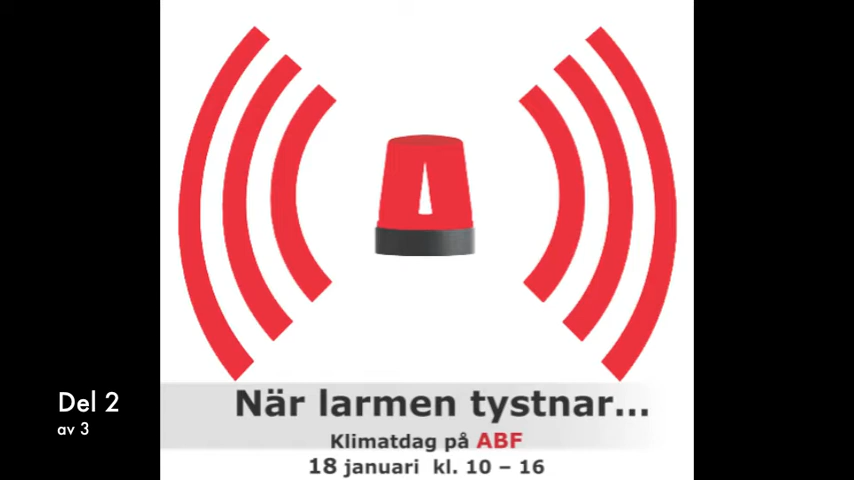 När larmen tystnar...
Klimatdag på ABF
18 januari kl. 10 – 16
Del 2
av 3